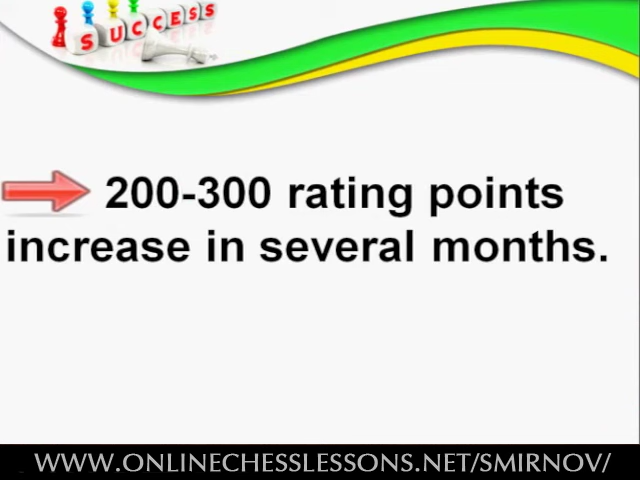 SUCCESS
200-300 rating points
increase in several months.
WWW.ONLINECHESSLESSONS.NET/SMIRNOV/